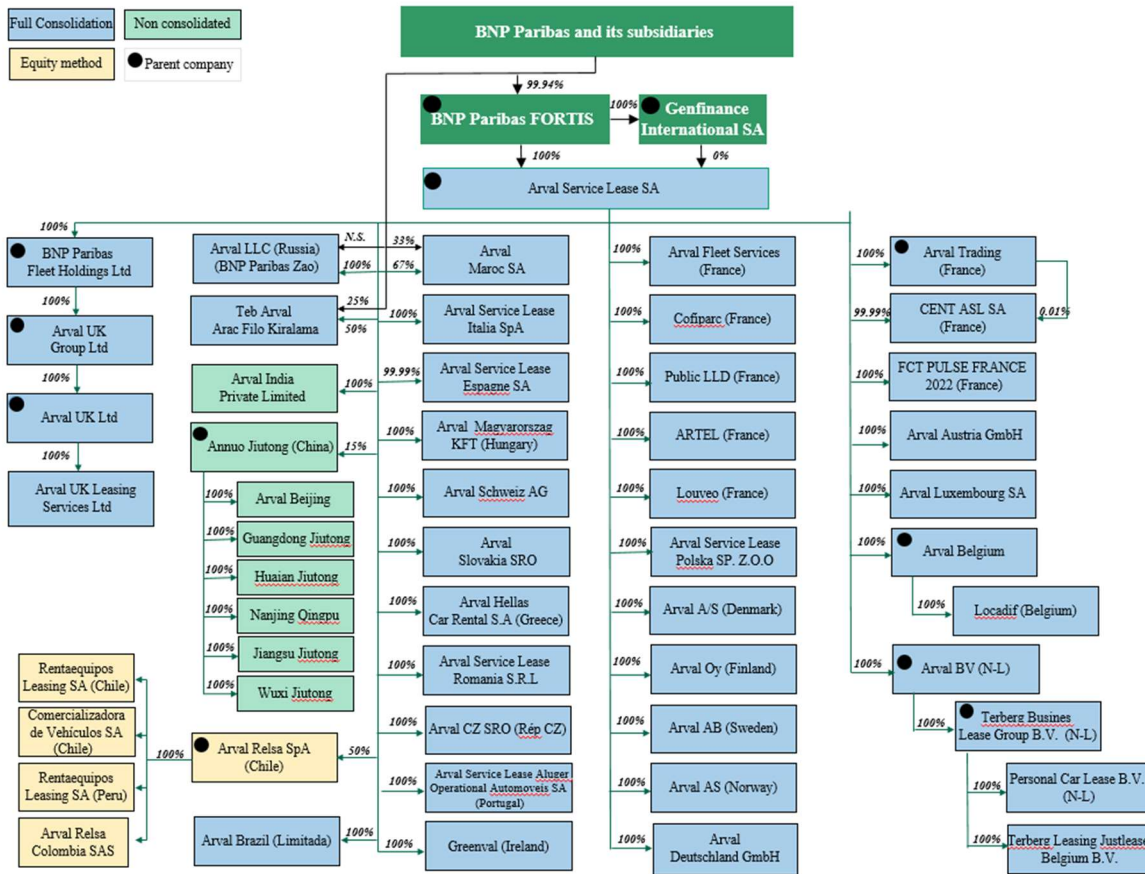 Full Consolidation
Non consolidated
Equity method
Parent company
BNP Paribas and its subsidiaries
99.94%
BNP Paribas FORTIS
100%
Genfinance
International SA
100%
0%
Arval Service Lease SA
100%
BNP Paribas
Fleet Holdings Ltd
100%
Arval UK
Group Ltd
100%
Arval UK Ltd
100%
Arval UK Leasing
Services Ltd
Arval LLC (Russia)
(BNP Paribas Zao)
N.S.
100%
33%
67%
Arval
Maroc SA
Teb Arval
Arac Filo Kiralama
25%
50%
Arval India
Private Limited
100%
Annuo Jiutong (China)
15%
100%
Arval Beijing
100%
Guangdong Jiutong
100%
Huaian Jiutong
100%
Nanjing Qingpu
100%
Jiangsu Jiutong
100%
Wuxi Jiutong
Rentaequipos
Leasing SA (Chile)
Comercializadora
de Vehículos SA
(Chile)
Rentaequipos
Leasing SA (Peru)
Arval Relsa
Colombia SAS
100%
Arval Relsa SpA
(Chile)
50%
Arval Brazil (Limitada)
100%
100%
Arval Service Lease
Italia SpA
99.99%
Arval Service Lease
Espagne SA
100%
Arval Magyarorszag
KFT (Hungary)
100%
Arval Schweiz AG
100%
Arval
Slovakia SRO
100%
Arval Hellas
Car Rental S.A (Greece)
100%
Arval Service Lease
Romania S.R.L
100%
Arval CZ SRO (Rép CZ)
100%
Arval Service Lease Aluger
Operational Automoveis SA
(Portugal)
100%
Greenval (Ireland)
100%
Arval Fleet Services
(France)
100%
Cofiparc (France)
100%
Public LLD (France)
100%
ARTEL (France)
100%
Louveo (France)
100%
Arval Service Lease
Polska SP. Z.O.O
100%
Arval A/S (Denmark)
100%
Arval Oy (Finland)
100%
Arval AB (Sweden)
100%
Arval AS (Norway)
100%
Arval
Deutschland GmbH
100%
Arval Trading
(France)
99.99%
CENT ASL SA
(France)
0.01%
100%
FCT PULSE FRANCE
2022 (France)
100%
Arval Austria GmbH
100%
Arval Luxembourg SA
100%
Arval Belgium
100%
Locadif (Belgium)
100%
Arval BV (N-L)
100%
Terberg Busines
Lease Group B.V. (N-L)
100%
Personal Car Lease B.V.
(N-L)
100%
Terberg Leasing Justlease
Belgium B.V.